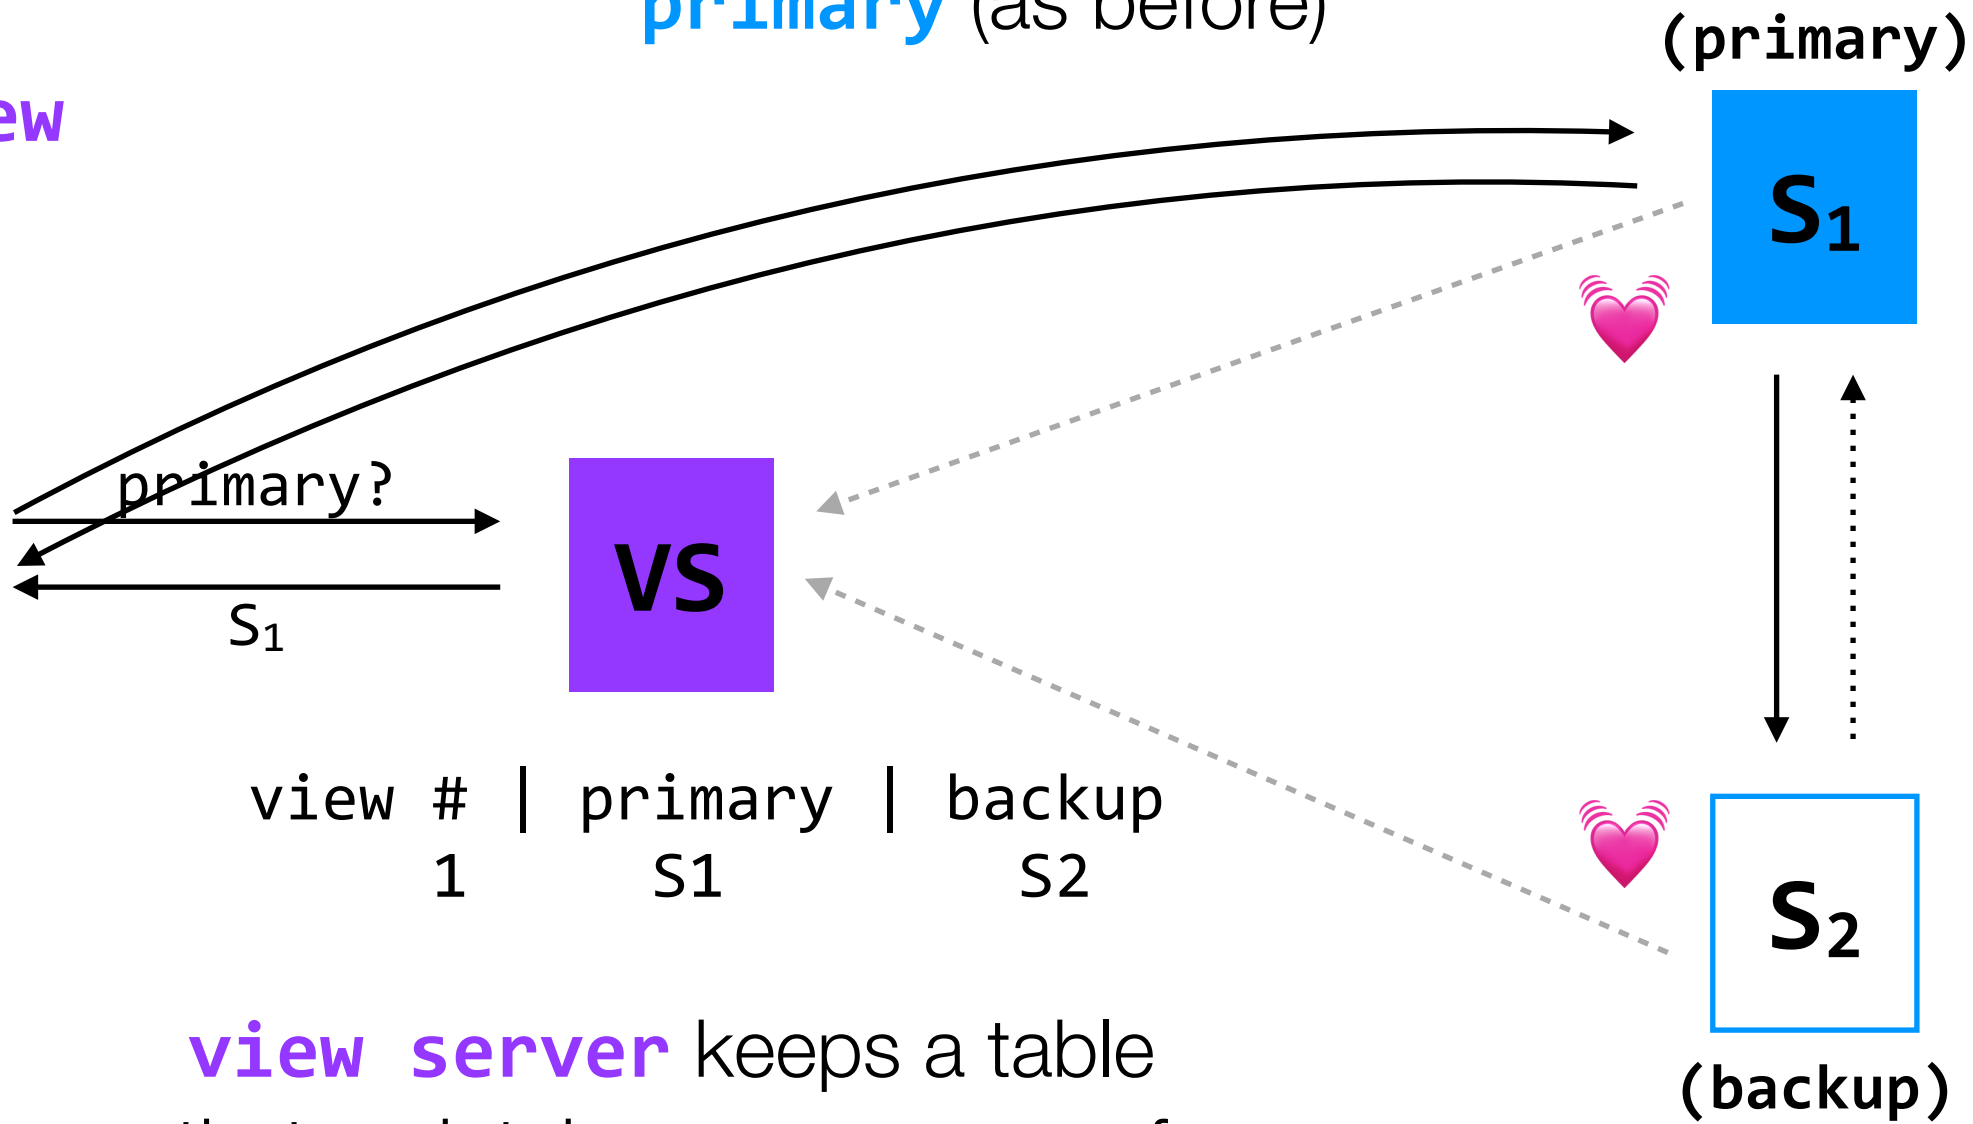 primary (as before)
(primary)
S1
primary?
S1
VS
view # | primary | backup
1 S1 S2
S2
view server keeps a table
(backup)